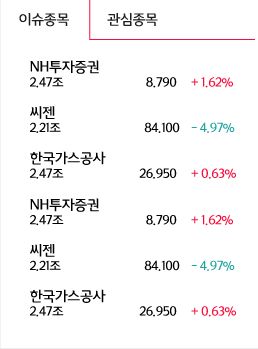 이슈종목 관심종목
NH투자증권
2.47조 8,790 +1.62%
씨젠
2.21조 84,100 -4.97%
한국가스공사
2.47조 26,950 +0.63%
NH투자증권
2.47조 8,790 +1.62%
씨젠
2.21조 84,100 -4.97%
한국가스공사
2.47조 26,950 +0.63%